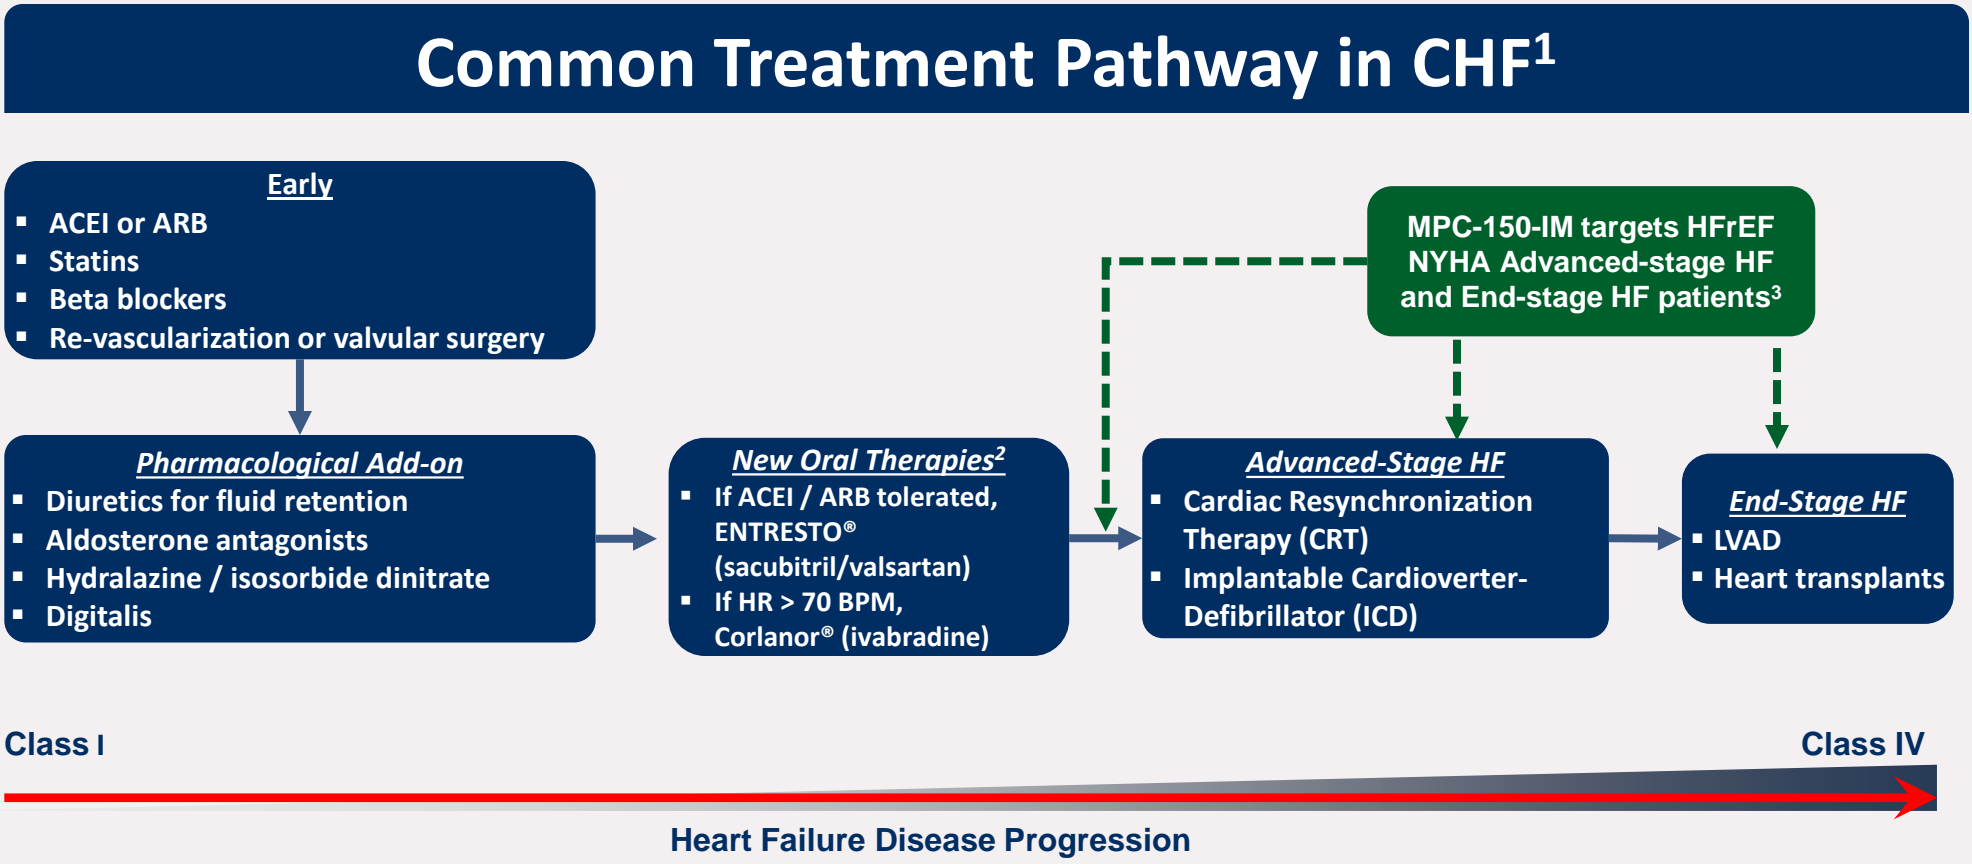 Common Treatment Pathway in CHF¹
Early
▪ ACEI or ARB
▪ Statins
▪ Beta blockers
▪ Re-vascularization or valvular surgery
MPC-150-IM targets HFrEF
NYHA Advanced-stage HF
and End-stage HF patients³
Pharmacological Add-on
▪ Diuretics for fluid retention
▪ Aldosterone antagonists
▪ Hydralazine / isosorbide dinitrate
▪ Digitalis
New Oral Therapies²
▪ If ACEI / ARB tolerated,
ENTRESTO®
(sacubitril/valsartan)
▪ If HR > 70 BPM,
Corlanor® (ivabradine)
Advanced-Stage HF
▪ Cardiac Resynchronization
Therapy (CRT)
▪ Implantable Cardioverter-
Defibrillator (ICD)
End-Stage HF
▪ LVAD
▪ Heart transplants
Class I
Class IV
Heart Failure Disease Progression